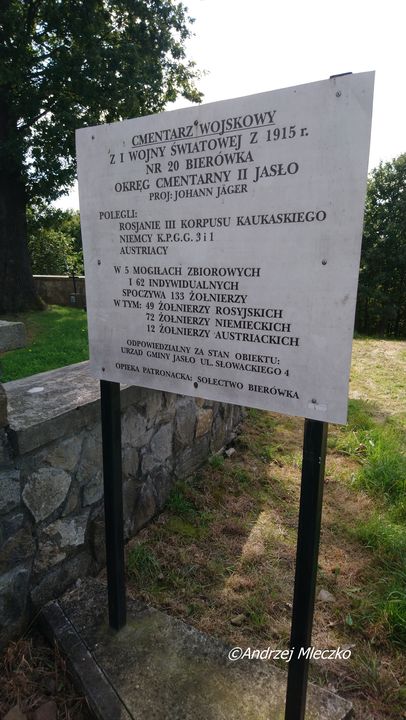 CMENTARZ WOJSKOWY
Z I WOJNY ŚWIATOWEJ Z 1915 r.
NR 20 BIERÓWKA
OKRĘG CMENTARNY II JASŁO
PROJ: JOHANN JÄGER
POLEGLI:
ROSJANIE III KORPUSU KAUKASKIEGO
NIEMCY K.P.G.G. 3 i 1
AUSTRIACY
W 5 MOGIŁACH ZBIOROWYCH
I 62 INDYWIDUALNYCH
SPOCZYWA 133 ŻOŁNIERZY
W TYM: 49 ŻOŁNIERZY ROSYJSKICH
72 ŻOŁNIERZY NIEMIECKICH
12 ŻOŁNIERZY AUSTRIACKICH
ODPOWIEDZIALNY ZA STAN OBIEKTU:
URZĄD GMINY JASŁO UL. SŁOWACKIEGO 4
OPIEKA PATRONACKA: SOŁECTWO BIERÓWKA
©Andrzej Mleczko